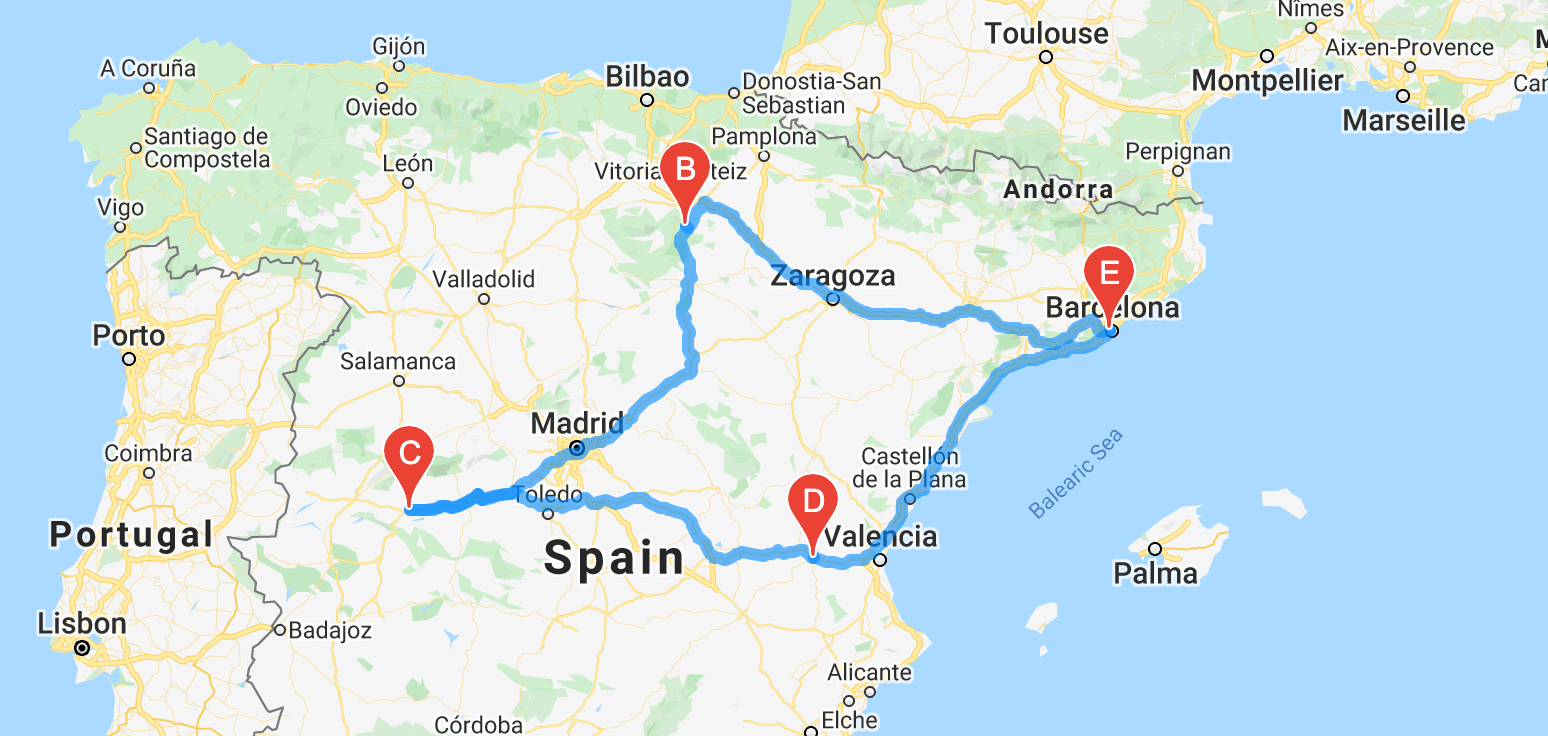 Nîmes
Toulouse
Aix-en-Provence
Gijón
A Coruña
Bilbao
Donostia-San
Sebastian
Montpellier
Oviedo
Marseille
Santiago de
Compostela
Pamplona
Perpignan
León
Vitoria
teiz
B
Andorra
Vigo
Valladolid
Zaragoza
E
Barcelona
Porto
Salamanca
Madrid
C
Coimbra
Castellón
de la Plana
Balearic Sea
Toledo
D
Valencia
Portugal
Spain
Palma
Lisbon
Badajoz
Alicante
Córdoba
Elche